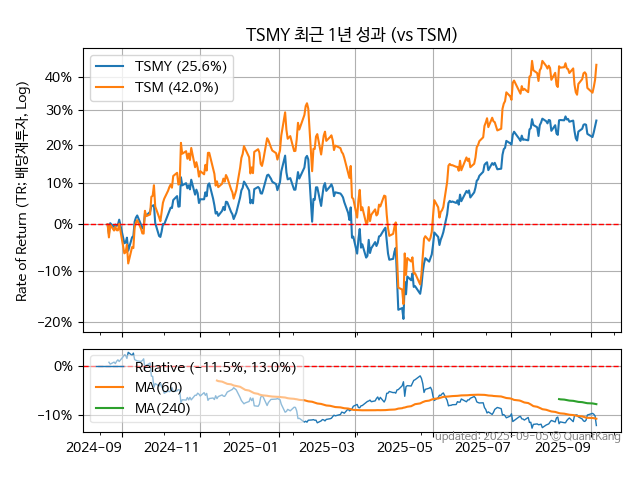 TSMY 최근 1년 성과 (vs TSM)
TSMY (25.6%)
TSM (42.0%)
Rate of Return (TR: 배당재투자, Log)
40%
30%
20%
10%
0%
−10%
−20%
Relative (−11.5%, 13.0%)
MA(60)
MA(240)
0%
−10%
2024-09 2024-11 2025-01 2025-03 2025-05 2025-07 2025-09
updated: 2025-09-05 © QuantKang